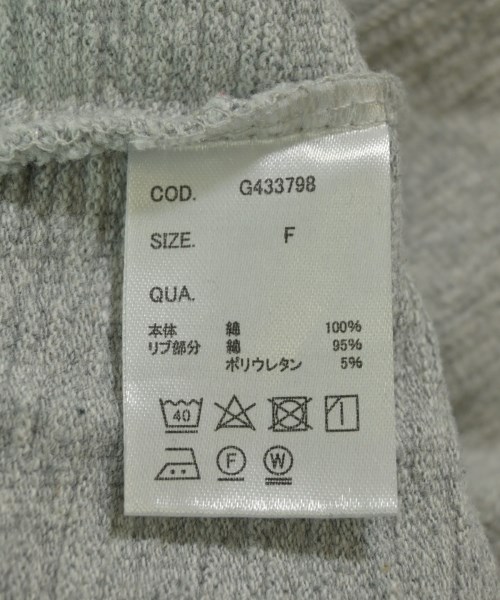 COD. G433798
SIZE. F
QUA.
本体 綿 100%
リブ部分 綿 95%
ポリウレタン 5%
40
F W